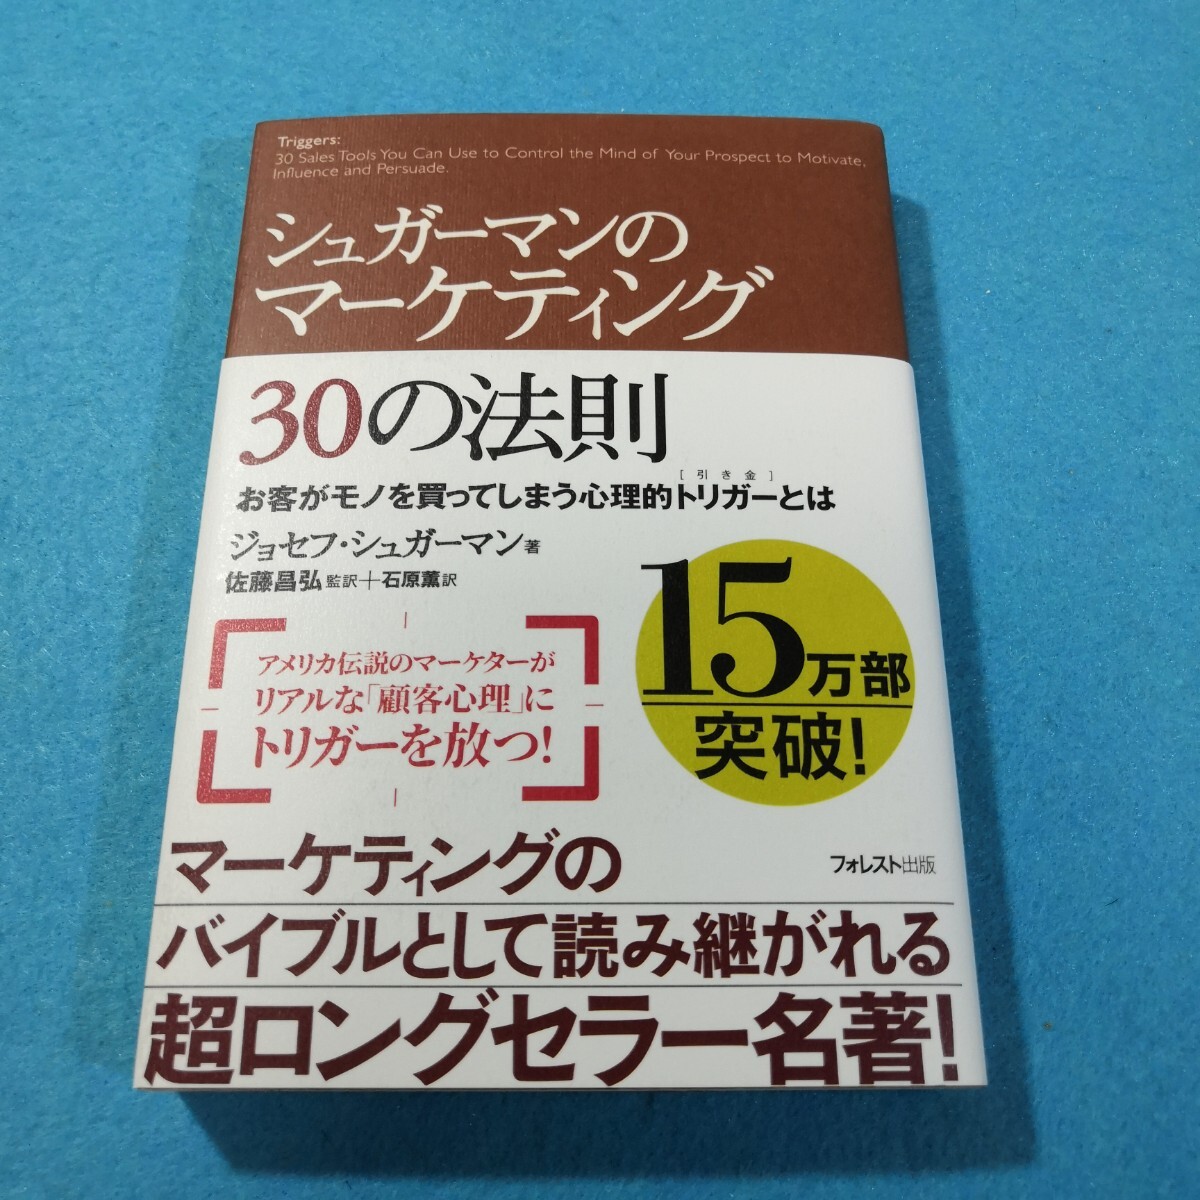 Triggers:
30 Sales Tools You Can Use to Control the Mind of Your Prospect to Motivate,
Influence and Persuade.
シュガーマンの
マーケティング
30の法則
[引き金]
お客がモノを買ってしまう心理的トリガーとは
ジョセフ・シュガーマン 著
佐藤昌弘 監訳+石原薫 訳
アメリカ伝説のマーケターが
リアルな「顧客心理」に
トリガーを放つ!
15万部
突破!
フォレスト出版
マーケティングの
バイブルとして読み継がれる
超ロングセラー名著!